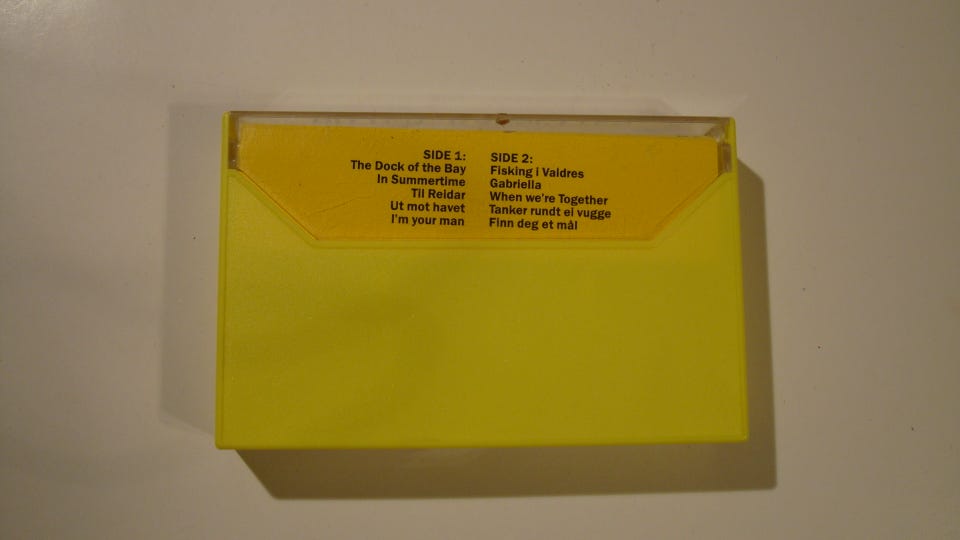 SIDE 1:
The Dock of the Bay
In Summertime
Til Reidar
Ut mot havet
I'm your man
SIDE 2:
Fisking i Valdres
Gabriella
When we're Together
Tanker rundt ei vugge
Finn deg et mål